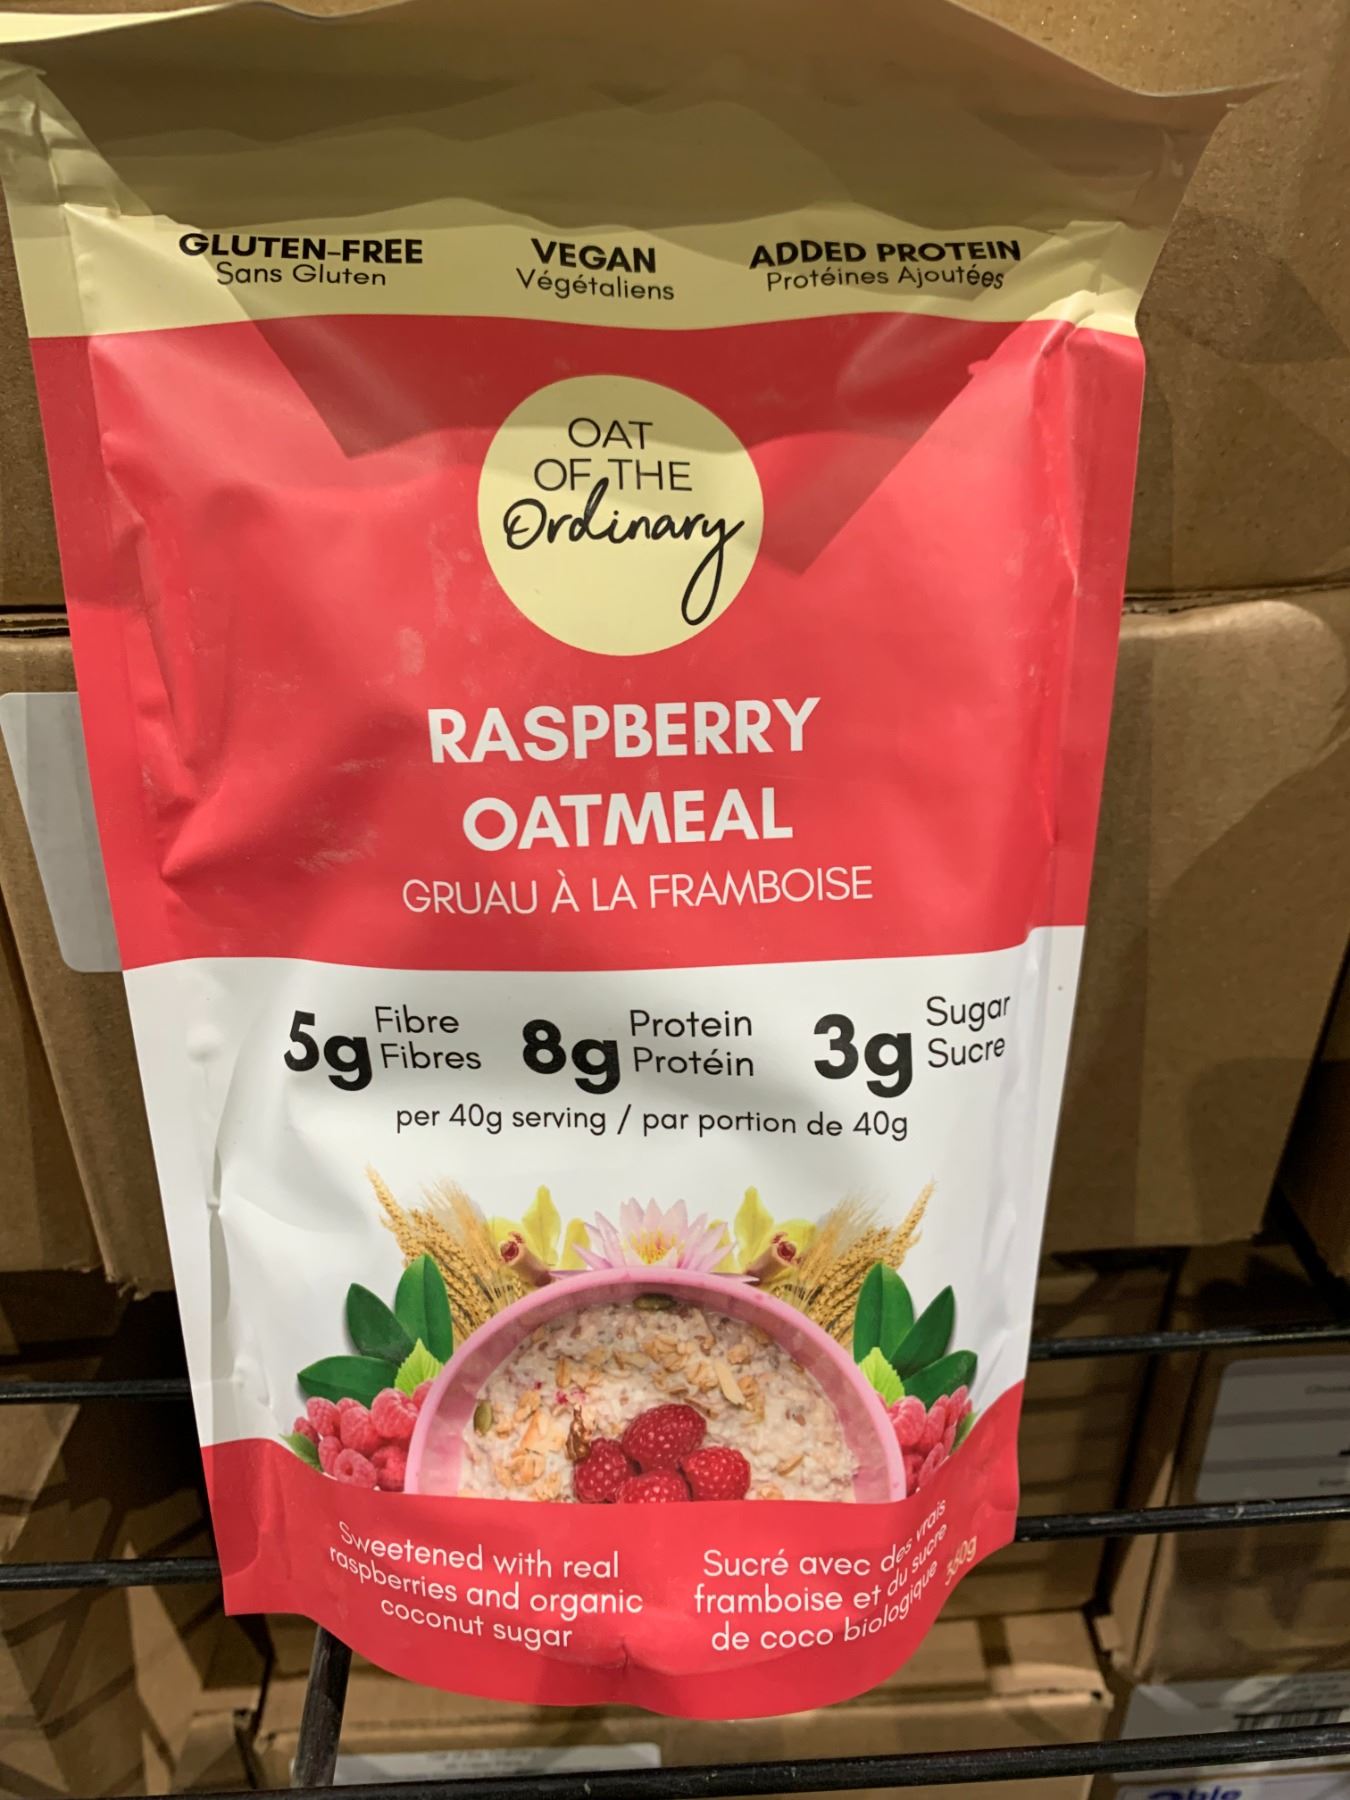 GLUTEN-FREE
Sans Gluten
VEGAN
Végétaliens
ADDED PROTEIN
Protéines Ajoutées
OAT
OF THE
Ordinary
RASPBERRY
OATMEAL
GRUAU À LA FRAMBOISE
5g Fibre
Fibres
8g Protein
Protéin
3g Sugar
Sucre
per 40g serving / par portion de 40g
Sweetened with real
raspberries and organic
coconut sugar
Sucré avec des vrais
framboise et du sucre
de coco biologique